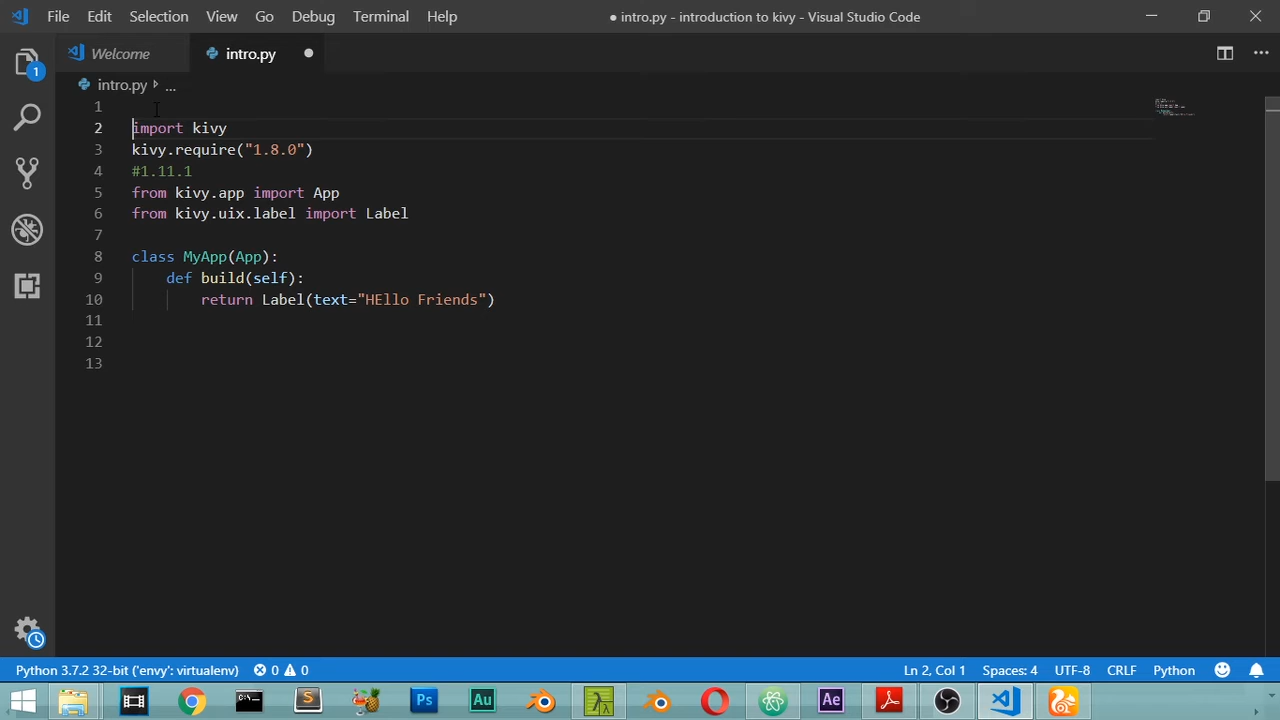 File Edit Selection View Go Debug Terminal Help ● intro.py - introduction to kivy - Visual Studio Code
Welcome intro.py
intro.py ...
1
2 import kivy
3 kivy.require("1.8.0")
4 #1.11.1
5 from kivy.app import App
6 from kivy.uix.label import Label
7
8 class MyApp(App):
9 def build(self):
10 return Label(text="HEllo Friends")
11
12
13
1
Python 3.7.2 32-bit ('envy': virtualenv) 0 0 Ln 2, Col 1 Spaces: 4 UTF-8 CRLF Python
S Ps Au λ Ae